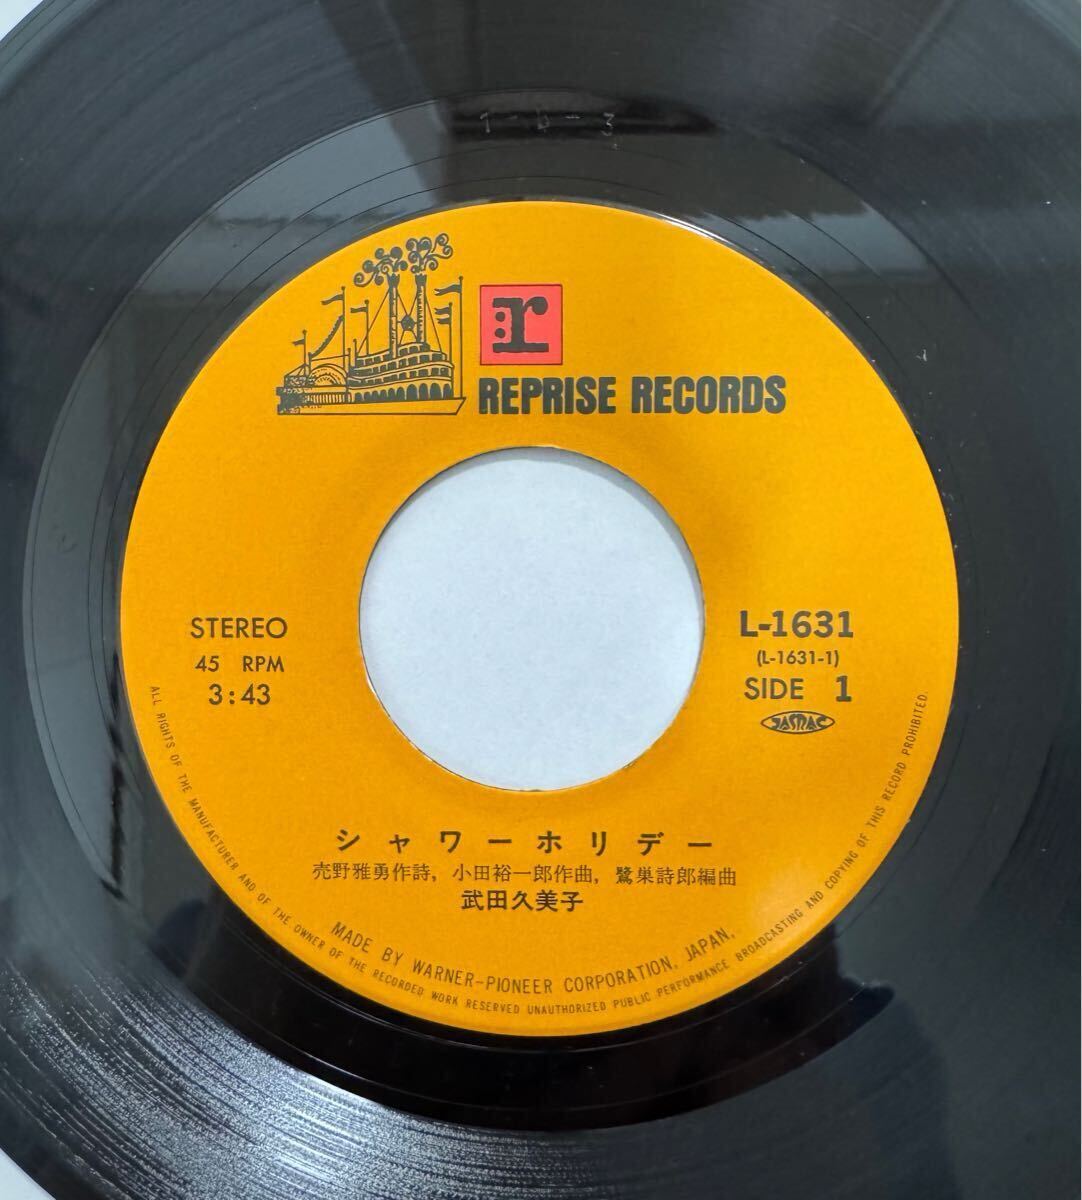 1-b-3
r
REPRISE RECORDS
STEREO
45 RPM
3:43
L-1631
(L-1631-1)
SIDE 1
JASRAC
シャワーホリデー
売野雅勇作詩, 小田裕一郎作曲, 鷺巣詩郎編曲
武田久美子
MADE BY WARNER-PIONEER CORPORATION, JAPAN.
ALL RIGHTS OF THE MANUFACTURER AND OF THE OWNER OF THE RECORDED WORK RESERVED UNAUTHORIZED PUBLIC PERFORMANCE BROADCASTING AND COPYING OF THIS RECORD PROHIBITED.